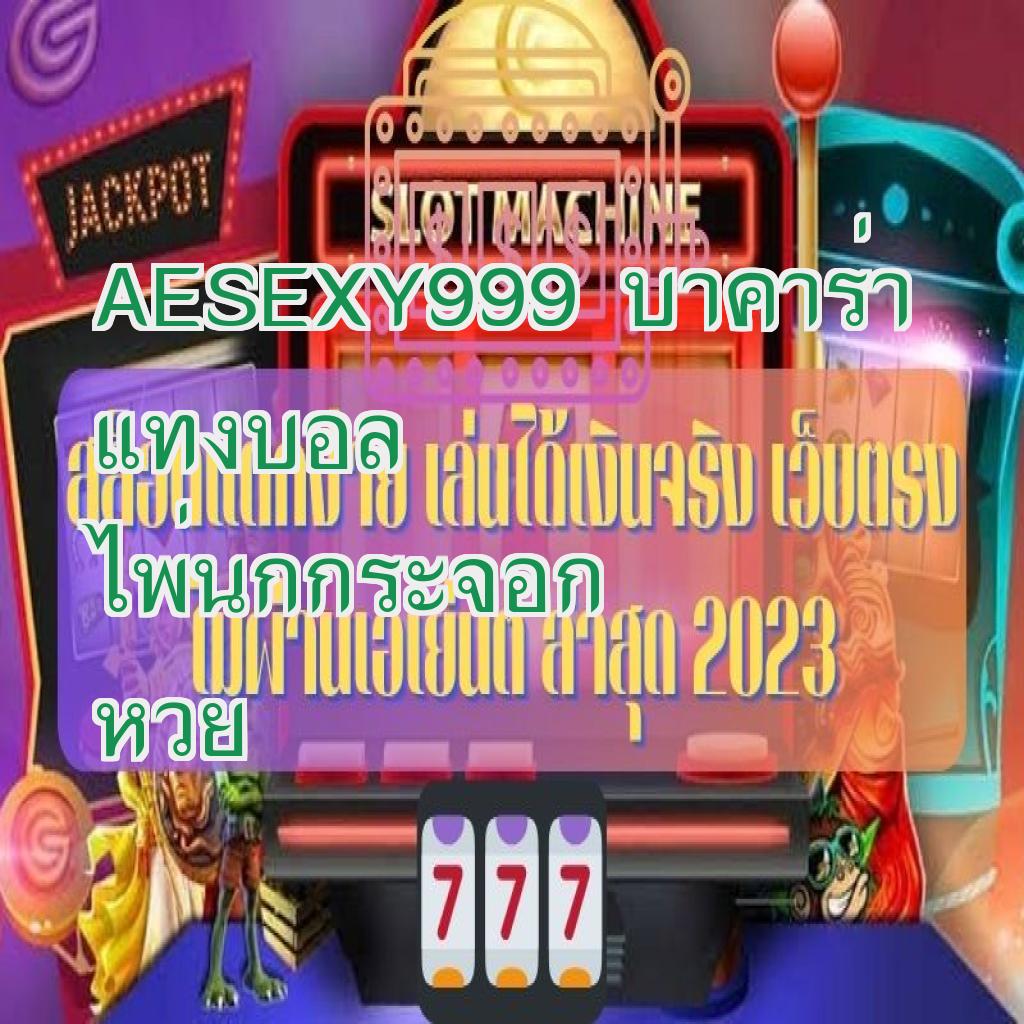 JACKPOT
SLOT MACHINE
AESEXY999 บาคาร่า
แทงบอล
เล่นได้เงินจริง เว็บตรง
ไพ่นกกระจอก
ล่าสุด 2023
หวย
777